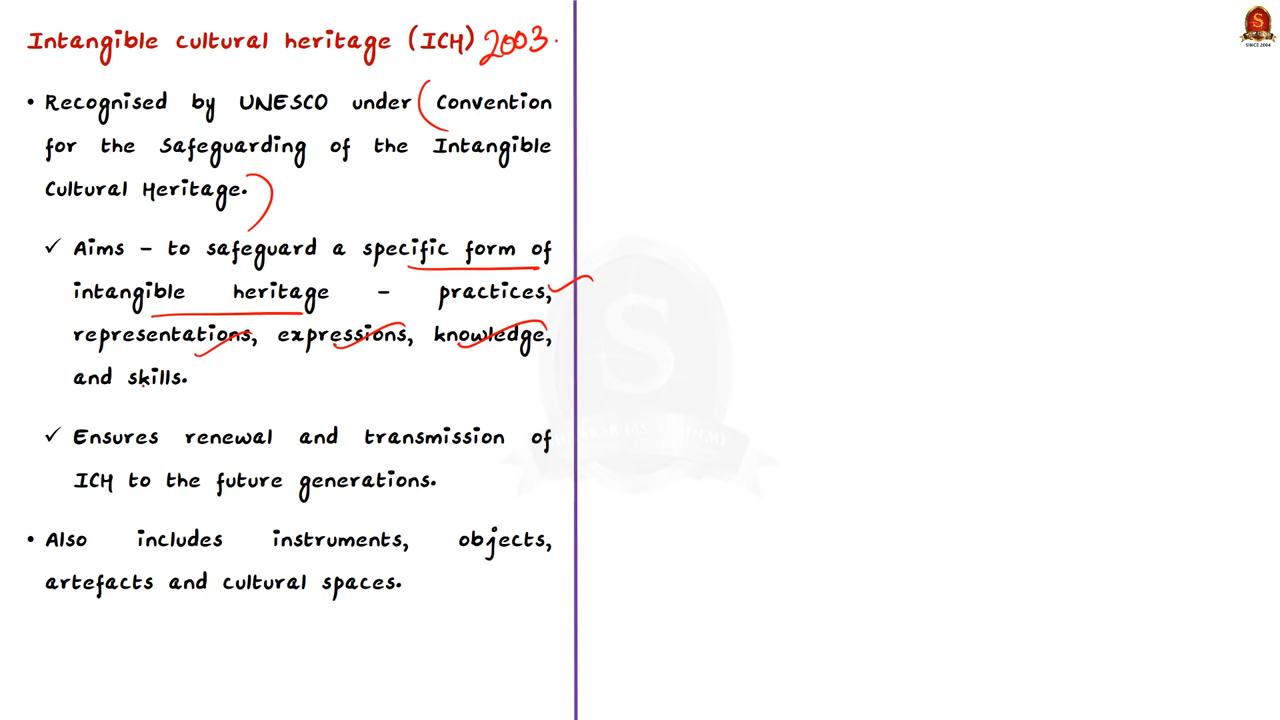 Intangible cultural heritage (ICH) 2003.
• Recognised by UNESCO under (Convention
for the Safeguarding of the Intangible
Cultural Heritage.)
✓ Aims - to safeguard a specific form of
intangible heritage - practices,
representations, expressions, knowledge,
and skills.
✓ Ensures renewal and transmission of
ICH to the future generations.
• Also includes instruments, objects,
artefacts and cultural spaces.
S
SINCE 2004
S